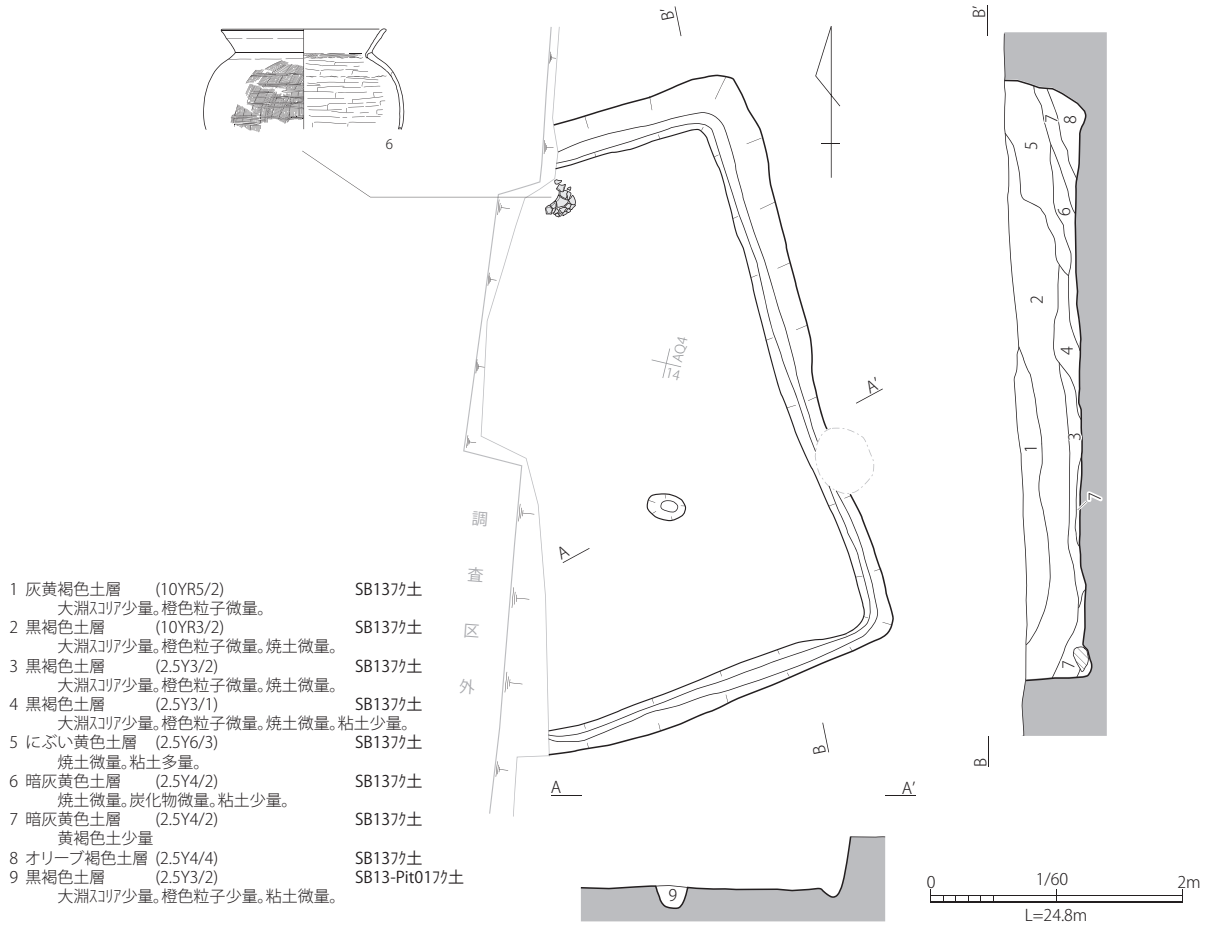 6
B'
B'
8
7
5
6
2
AQ4
14
4
A'
1
3
7
A
調
査
区
外
7
B
B
A
A'
1 灰黄褐色土層 (10YR5/2) SB13ﾌｸ土
大淵ｽｺﾘｱ少量｡橙色粒子微量｡
2 黒褐色土層 (10YR3/2) SB13ﾌｸ土
大淵ｽｺﾘｱ少量｡橙色粒子微量｡焼土微量｡
3 黒褐色土層 (2.5Y3/2) SB13ﾌｸ土
大淵ｽｺﾘｱ少量｡橙色粒子微量｡焼土微量｡
4 黒褐色土層 (2.5Y3/1) SB13ﾌｸ土
大淵ｽｺﾘｱ少量｡橙色粒子微量｡焼土微量｡粘土少量｡
5 にぶい黄色土層 (2.5Y6/3) SB13ﾌｸ土
焼土微量｡粘土多量｡
6 暗灰黄色土層 (2.5Y4/2) SB13ﾌｸ土
焼土微量｡炭化物微量｡粘土少量｡
7 暗灰黄色土層 (2.5Y4/2) SB13ﾌｸ土
黄褐色土少量
8 オリーブ褐色土層 (2.5Y4/4) SB13ﾌｸ土
9 黒褐色土層 (2.5Y3/2) SB13-Pit01ﾌｸ土
大淵ｽｺﾘｱ少量｡橙色粒子少量｡粘土微量｡
9
0 1/60 2m
L=24.8m